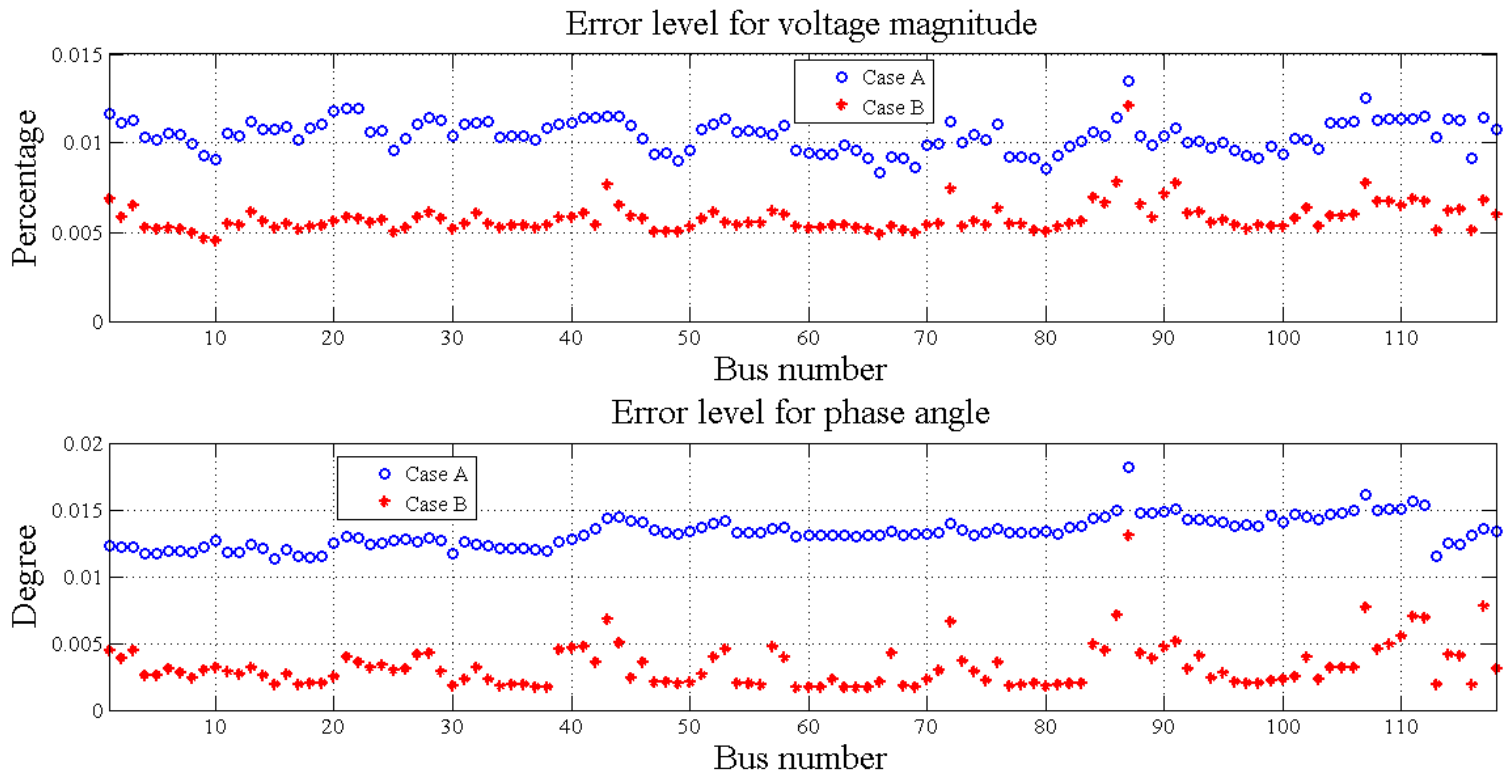 Error level for voltage magnitude
0.015
0.01
0.005
0
Percentage
Case A
Case B
10 20 30 40 50 60 70 80 90 100 110
Bus number
Error level for phase angle
0.02
0.015
0.01
0.005
0
Degree
Case A
Case B
10 20 30 40 50 60 70 80 90 100 110
Bus number